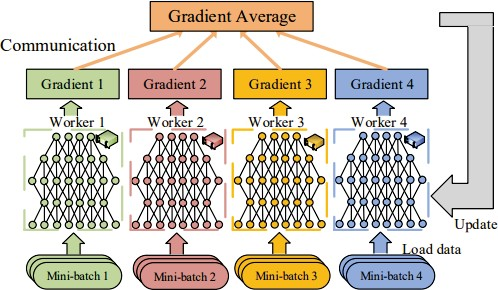 Gradient Average
Communication
Gradient 1
Gradient 2
Gradient 3
Gradient 4
Worker 1
Worker 2
Worker 3
Worker 4
Update
Load data
Mini-batch 1
Mini-batch 2
Mini-batch 3
Mini-batch 4